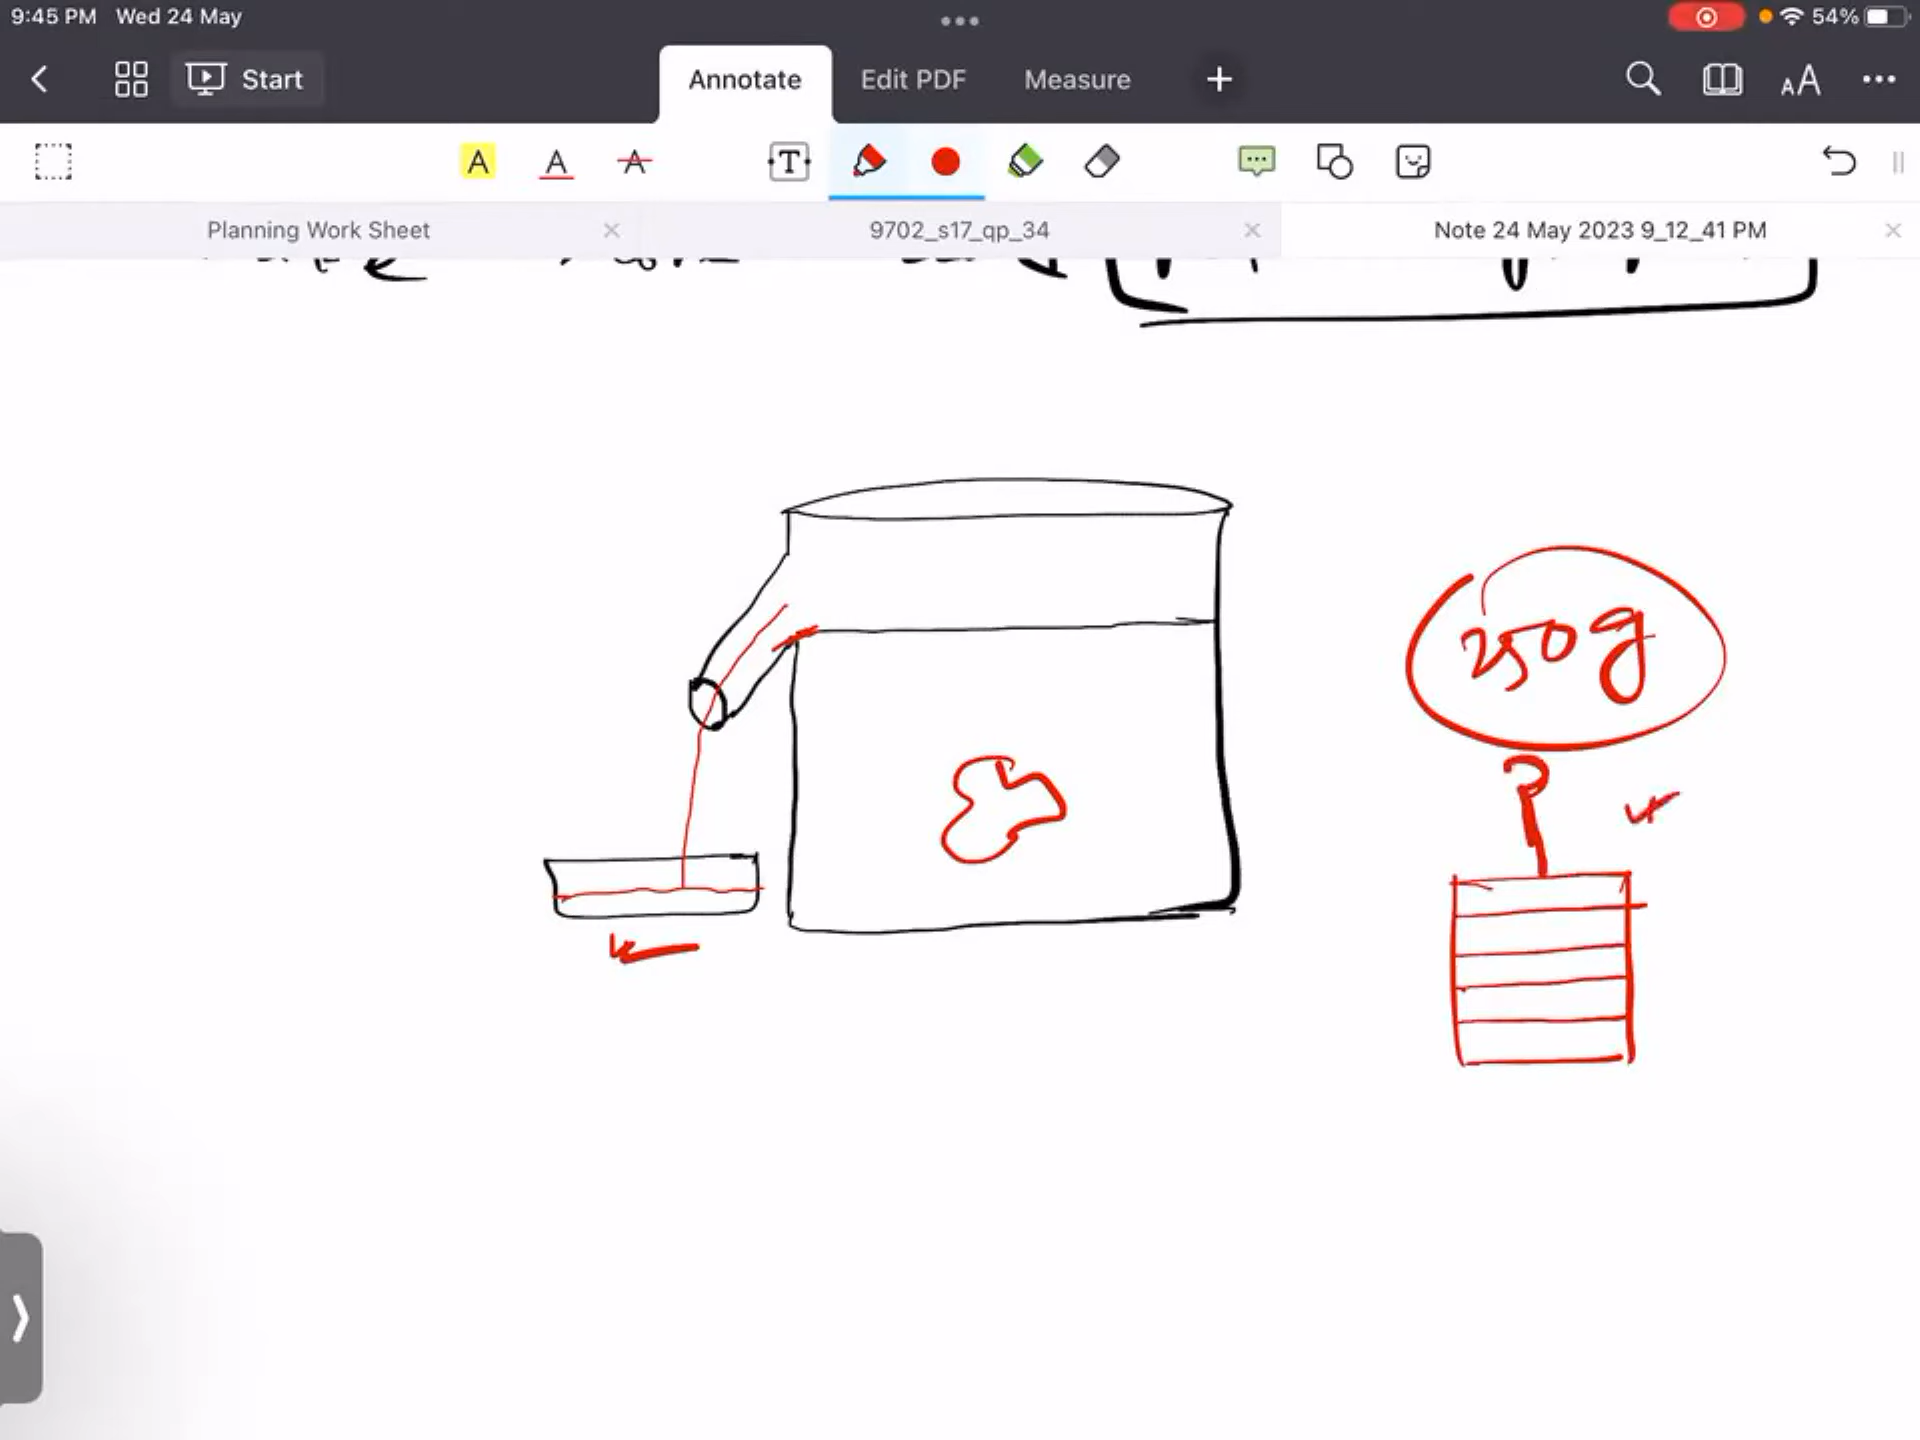 9:45 PM Wed 24 May
54%
Start
Annotate
Edit PDF
Measure
A A A T
AA
Planning Work Sheet
9702_s17_qp_34
Note 24 May 2023 9_12_41 PM
250g